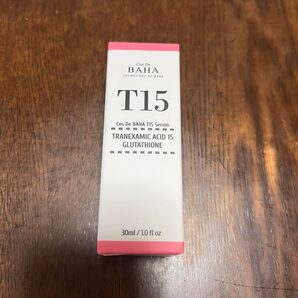 Cos De
BAHA
COSMETIQUE DE BAHA
T15
Cos De BAHA T15 Serum
TRANEXAMIC ACID 15
GLUTATHIONE
30ml / 1.0 fl oz